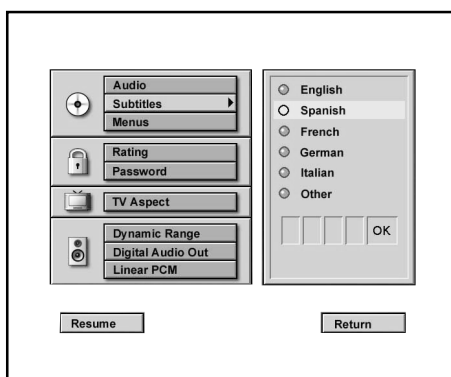 Audio
Subtitles
Menus
Rating
Password
TV Aspect
Dynamic Range
Digital Audio Out
Linear PCM
English
Spanish
French
German
Italian
Other
OK
Resume
Return